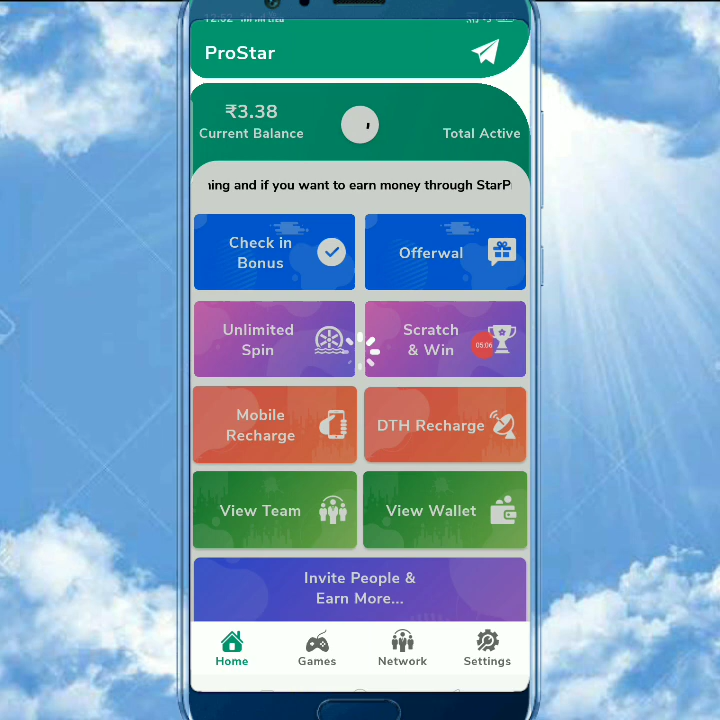 12:52
ProStar
₹3.38
Current Balance
Total Active
ning and if you want to earn money through StarP
Check in
Bonus
Offerwal
Unlimited
Spin
Scratch
& Win
05:06
Mobile
Recharge
DTH Recharge
View Team
View Wallet
Invite People &
Earn More...
Home
Games
Network
Settings